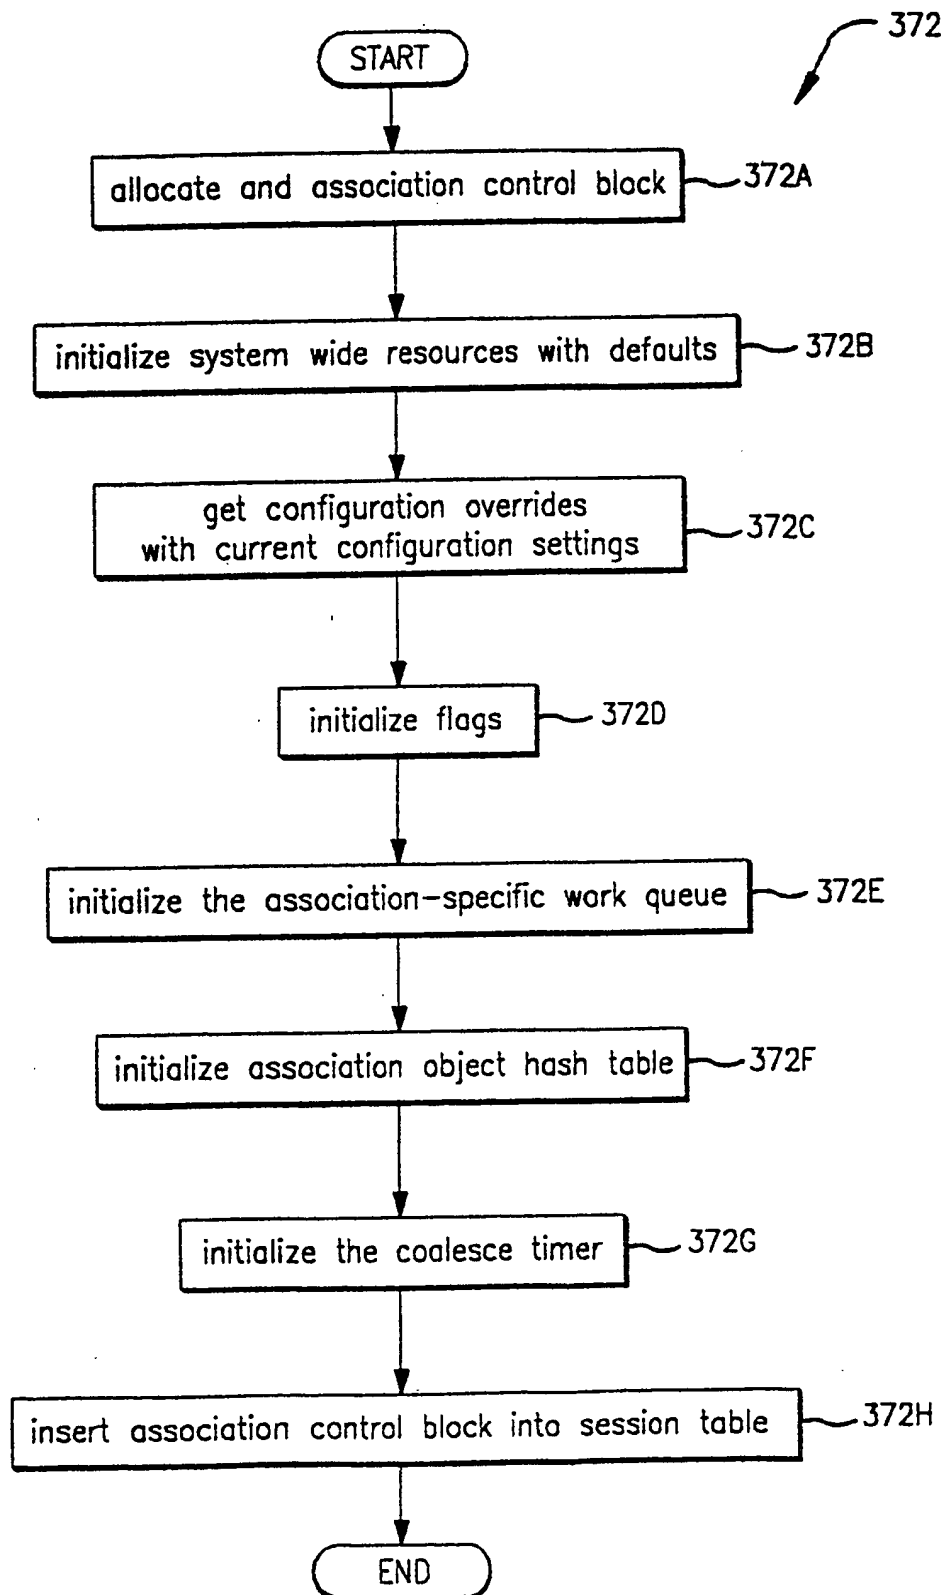 372
START
allocate and association control block
372A
initialize system wide resources with defaults
372B
get configuration overrides
with current configuration settings
372C
initialize flags
372D
initialize the association-specific work queue
372E
initialize association object hash table
372F
initialize the coalesce timer
372G
insert association control block into session table
372H
END